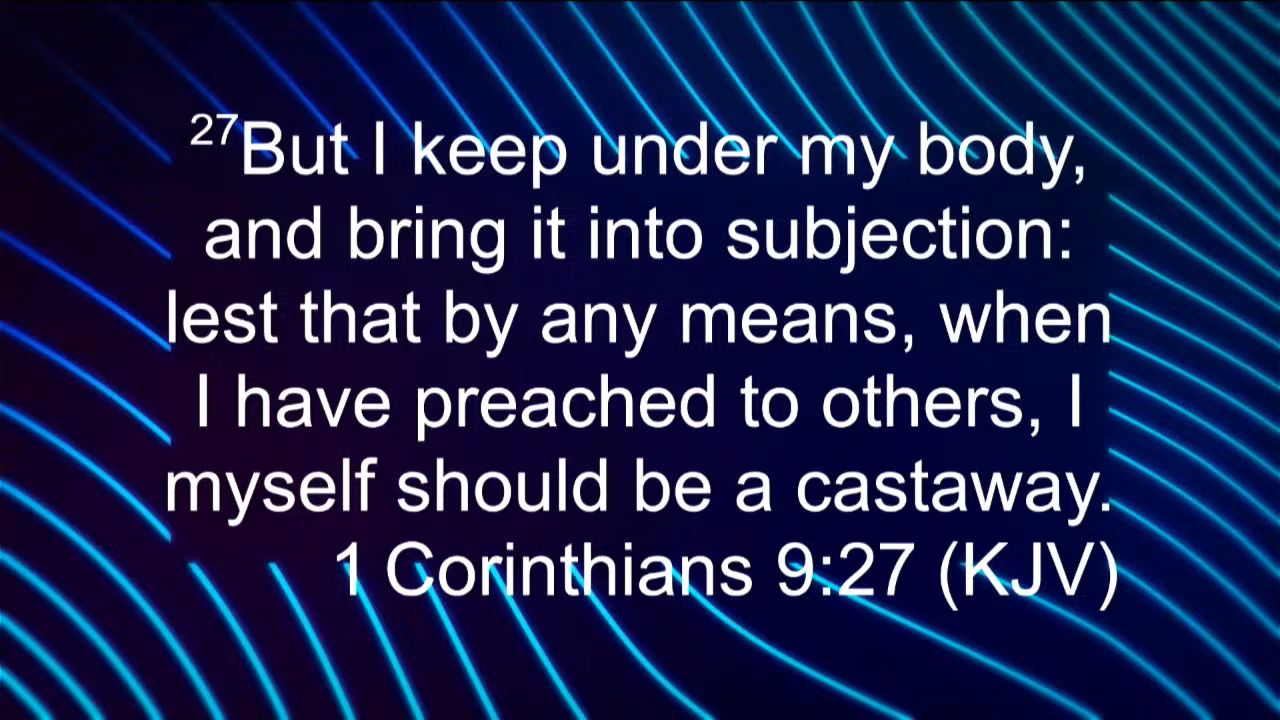 ²⁷But I keep under my body,
and bring it into subjection:
lest that by any means, when
I have preached to others, I
myself should be a castaway.
1 Corinthians 9:27 (KJV)